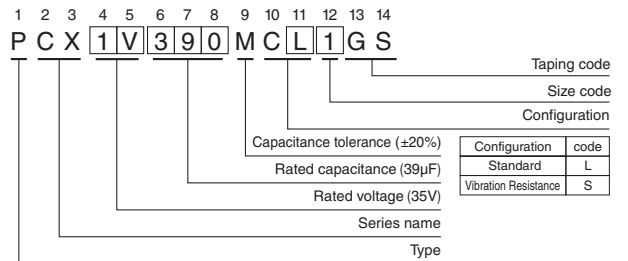 1 2 3 4 5 6 7 8 9 10 11 12 13 14
P C X 1 V 3 9 0 M C L 1 G S
Taping code
Size code
Configuration
Capacitance tolerance (±20%)
Rated capacitance (39µF)
Rated voltage (35V)
Series name
Type
Configuration code
Standard L
Vibration Resistance S